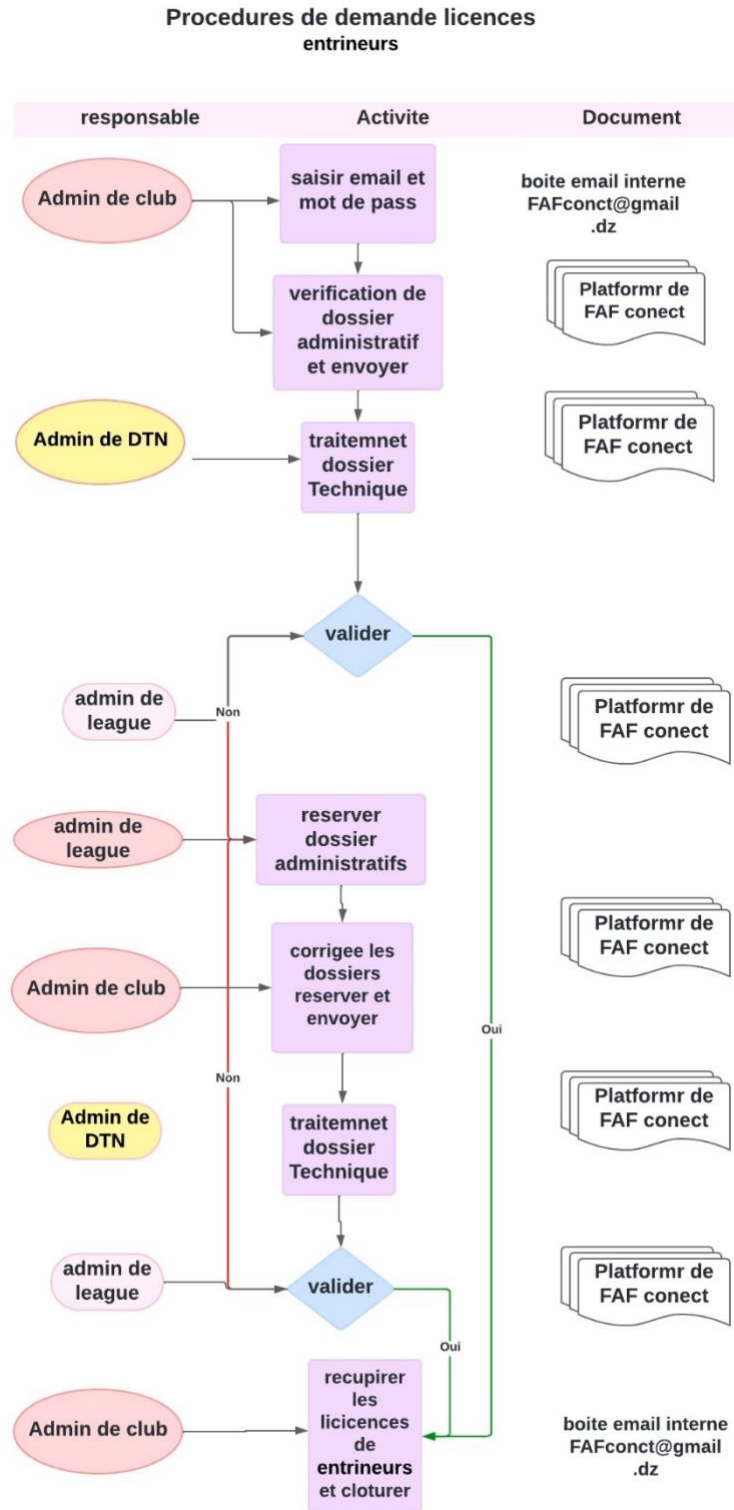 Procedures de demande licences
entrineurs
responsable
Activite
Document
Admin de club
saisir email et
mot de pass
boite email interne
FAFconct@gmail
.dz
verification de
dossier
administratif
et envoyer
Platformr de
FAF conect
Admin de DTN
traitemnet
dossier
Technique
Platformr de
FAF conect
valider
admin de
league
Non
Platformr de
FAF conect
admin de
league
reserver
dossier
administratifs
Admin de club
corrigee les
dossiers
reserver et
envoyer
Platformr de
FAF conect
Oui
Non
Admin de
DTN
traitemnet
dossier
Technique
Platformr de
FAF conect
admin de
league
valider
Platformr de
FAF conect
Oui
Admin de club
recupirer
les
licicences
de
entrineurs
et cloturer
boite email interne
FAFconct@gmail
.dz